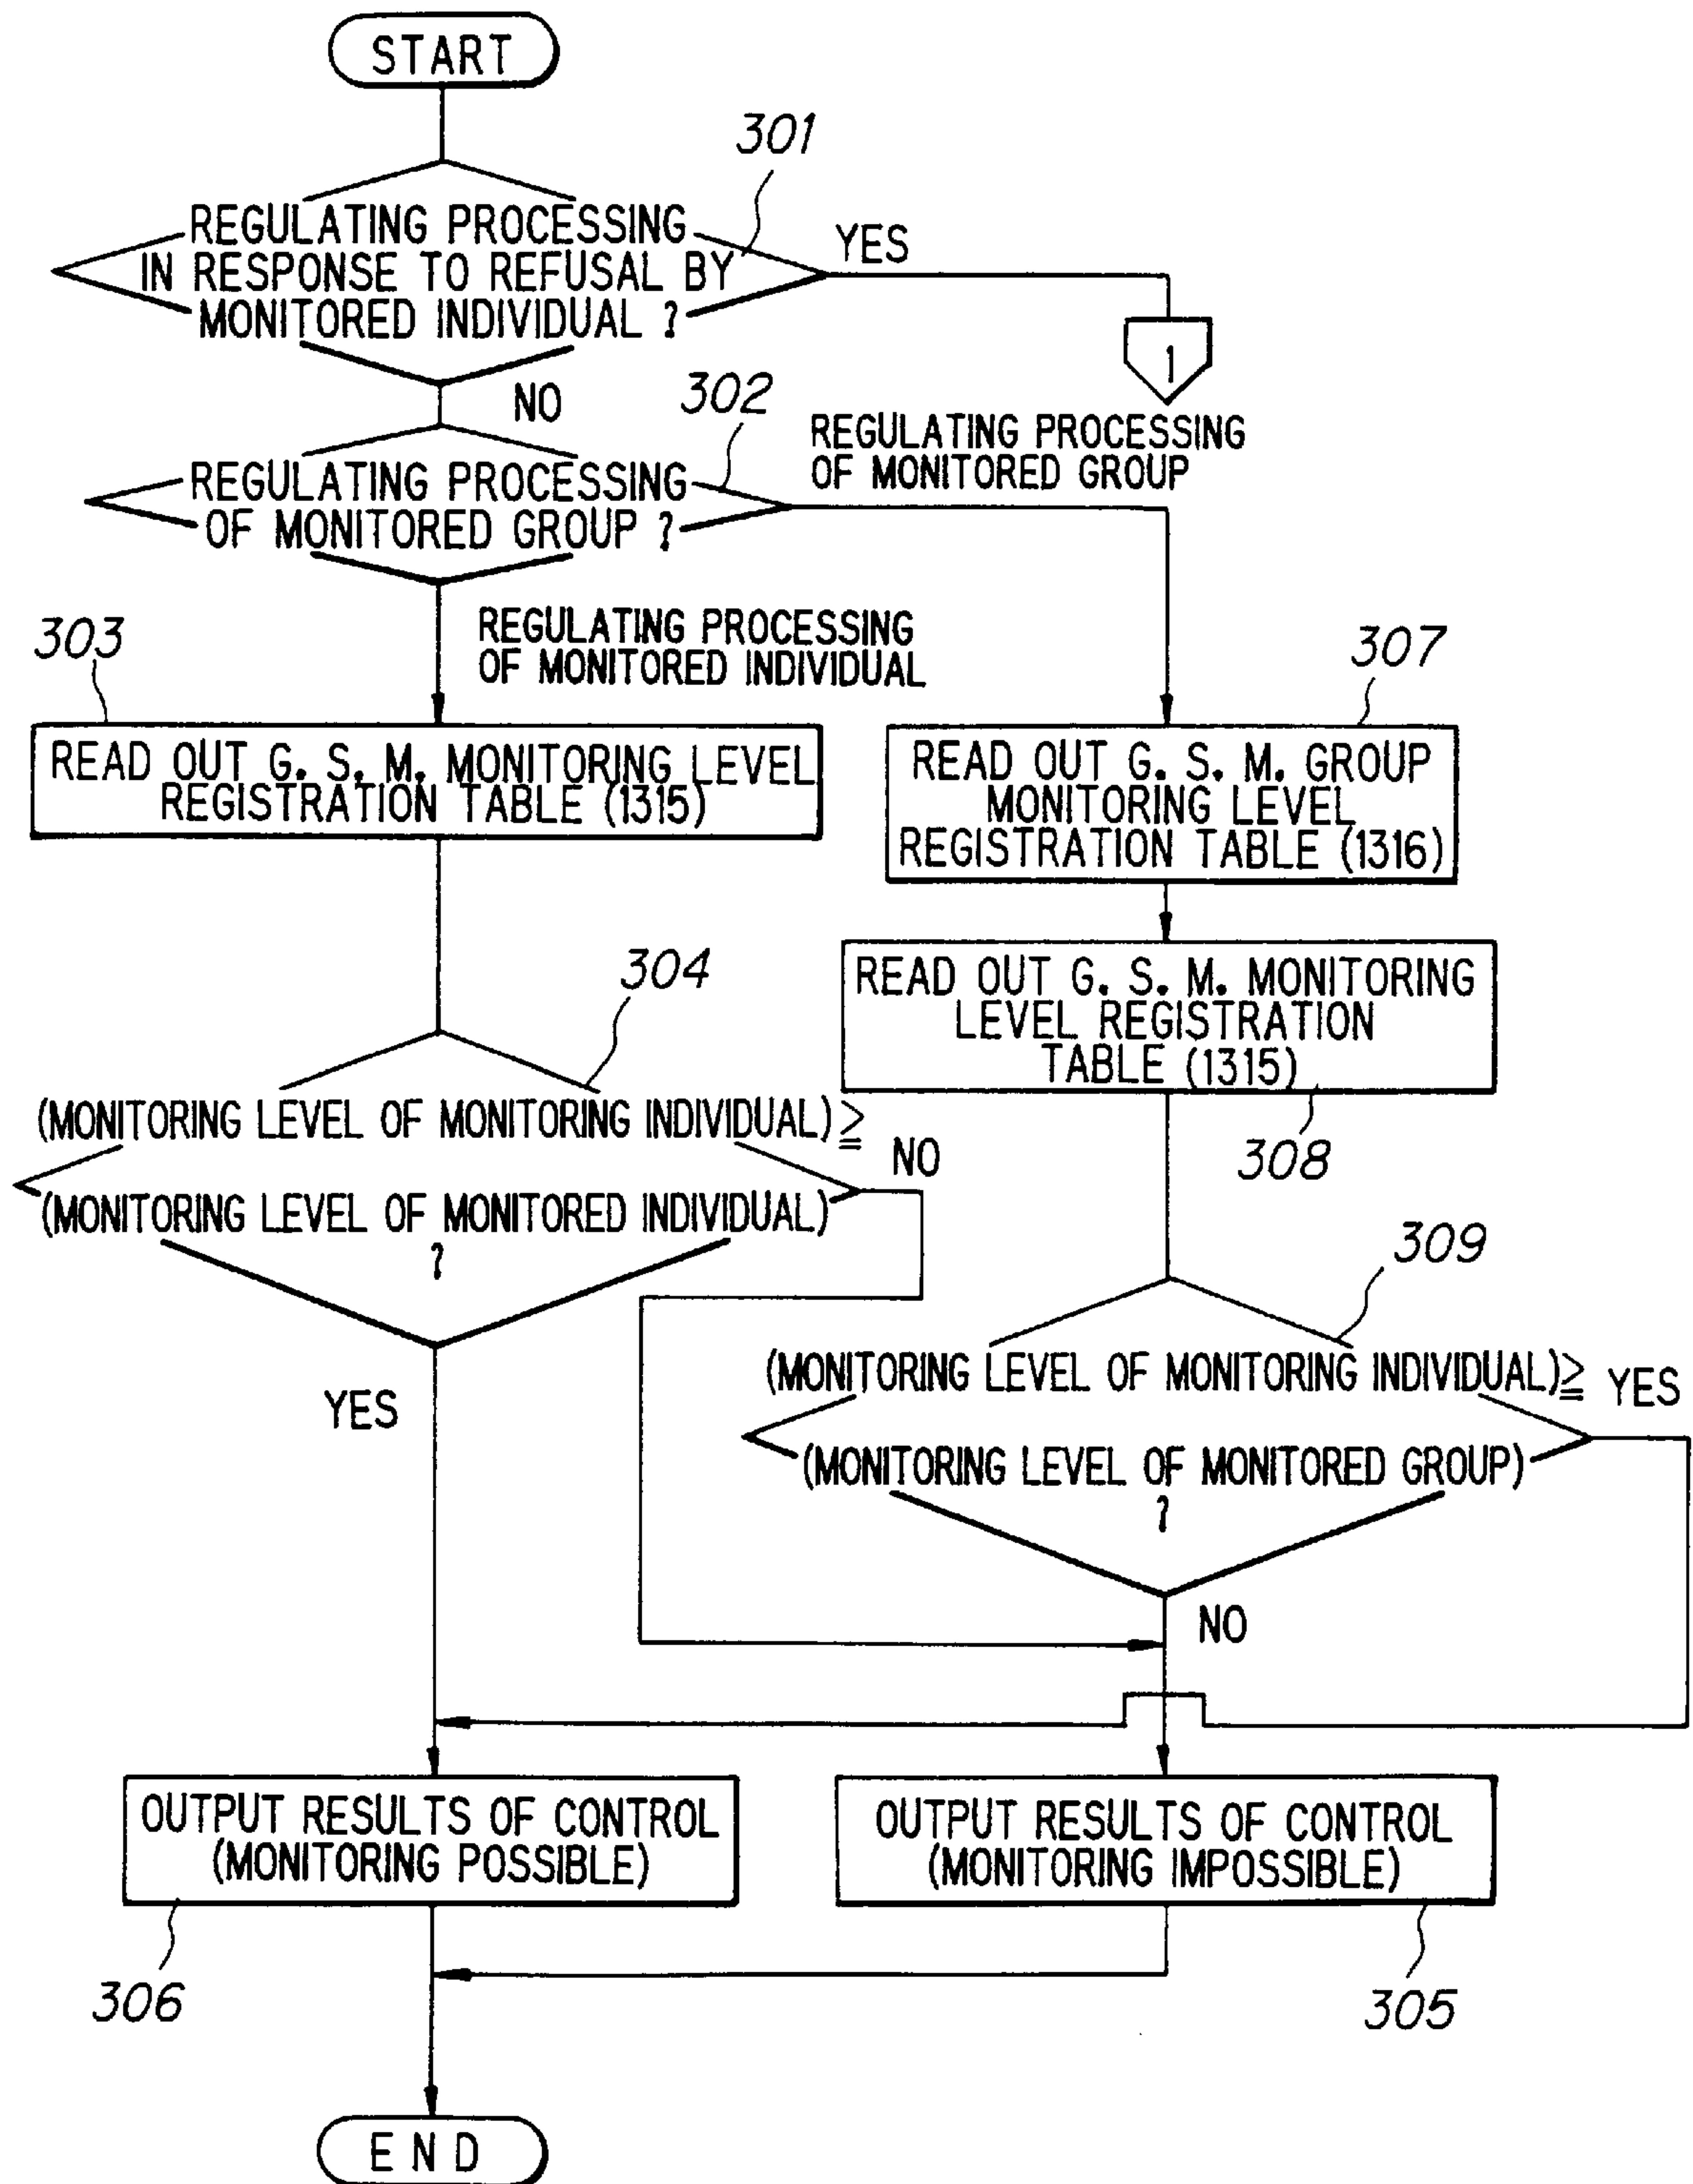 START
301
REGULATING PROCESSING
IN RESPONSE TO REFUSAL BY
MONITORED INDIVIDUAL ?
YES
1
NO
302
REGULATING PROCESSING
OF MONITORED GROUP
REGULATING PROCESSING
OF MONITORED GROUP ?
303
REGULATING PROCESSING
OF MONITORED INDIVIDUAL
307
READ OUT G. S. M. MONITORING LEVEL
REGISTRATION TABLE (1315)
READ OUT G. S. M. GROUP
MONITORING LEVEL
REGISTRATION TABLE (1316)
304
READ OUT G. S. M. MONITORING
LEVEL REGISTRATION
TABLE (1315)
308
(MONITORING LEVEL OF MONITORING INDIVIDUAL) ≧
(MONITORING LEVEL OF MONITORED INDIVIDUAL)
?
NO
YES
309
(MONITORING LEVEL OF MONITORING INDIVIDUAL) ≧
(MONITORING LEVEL OF MONITORED GROUP)
?
YES
NO
OUTPUT RESULTS OF CONTROL
(MONITORING POSSIBLE)
306
OUTPUT RESULTS OF CONTROL
(MONITORING IMPOSSIBLE)
305
END